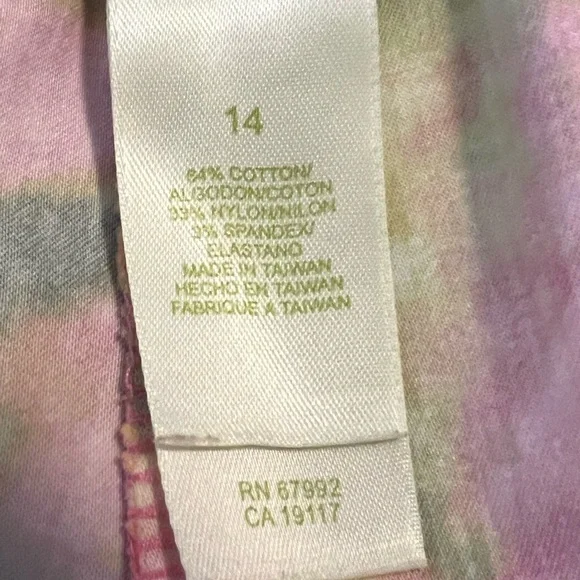 14
64% COTTON/
ALGODON/COTON
33% NYLON/NILON
3% SPANDEX/
ELASTANO
MADE IN TAIWAN
HECHO EN TAIWAN
FABRIQUE A TAIWAN
RN 67992
CA 19117